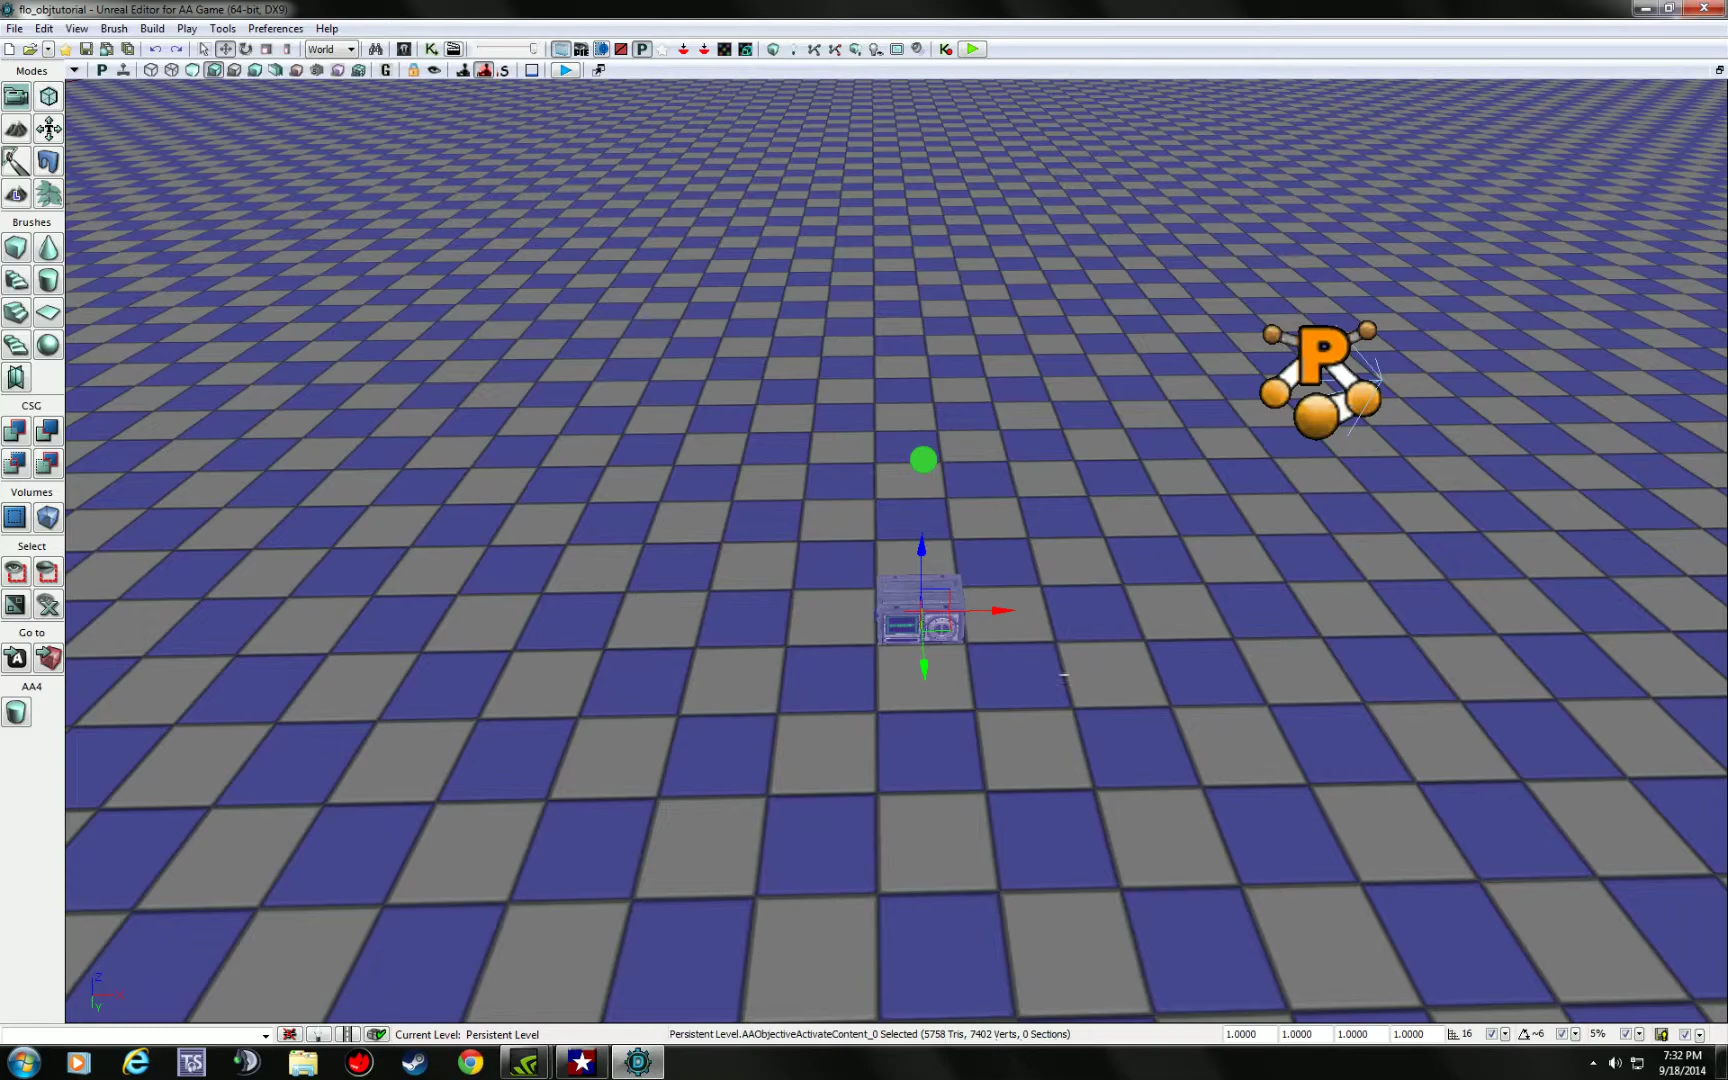 flo_objtutorial - Unreal Editor for AA Game (64-bit, DX9)
File Edit View Brush Build Play Tools Preferences Help
World
P
P G S
Modes
L
Brushes
CSG
Volumes
Select
Go to
A
AA4
P
Z
X
Y
Current Level: Persistent Level
Persistent Level.AAObjectiveActivateContent_0 Selected (5758 Tris, 7402 Verts, 0 Sections)
1.0000 1.0000 1.0000 1.0000 16 ~6 5%
TS
7:32 PM
9/18/2014